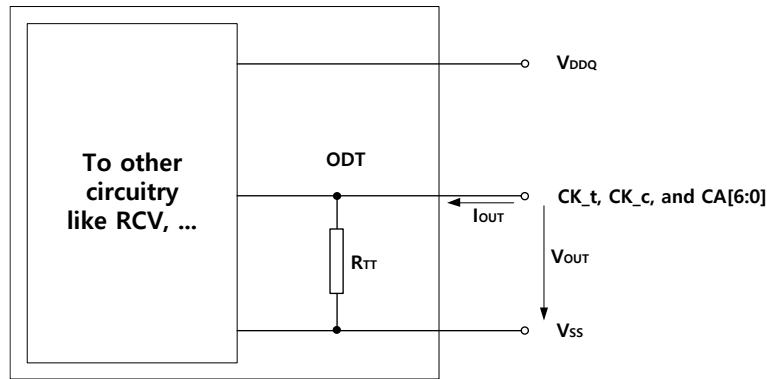 VDDQ
To other
circuitry
like RCV, ...
ODT
CK_t, CK_c, and CA[6:0]
IOUT
RTT
VOUT
VSS